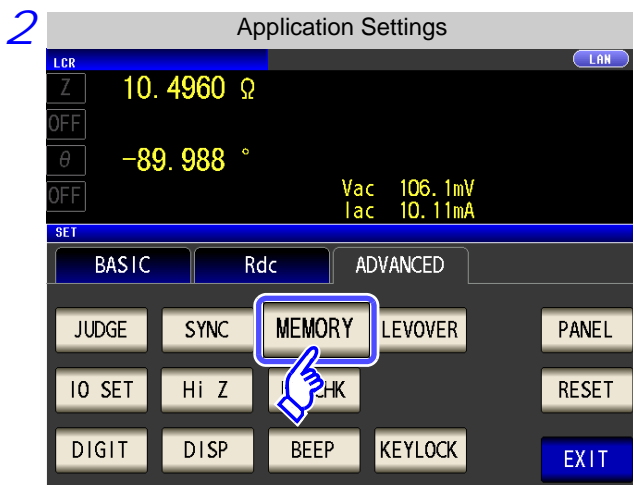 2
Application Settings
LCR LAN
Z 10.4960 Ω
OFF
θ -89.988 °
OFF
Vac 106.1mV
Iac 10.11mA
SET
BASIC Rdc ADVANCED
JUDGE SYNC MEMORY LEVOVER PANEL
IO SET Hi Z RESET
DIGIT DISP BEEP KEYLOCK EXIT